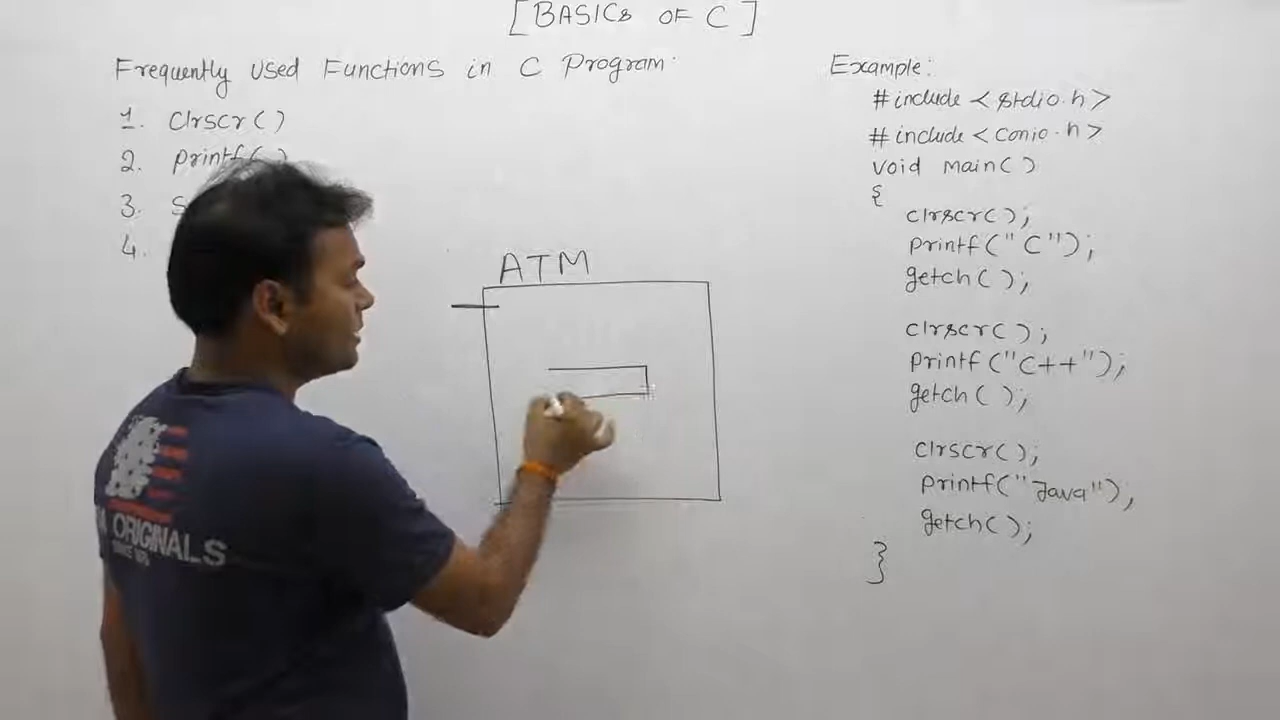 [BASICS OF C]
Frequently Used Functions in C Program
1. Clrscr()
2. Printf()
3. S
4.
ATM
Example:
#include <stdio.h>
#include <Conio.h>
void main()
{
clrscr();
printf("C");
getch();
clrscr();
printf("C++");
getch();
clrscr();
printf("Java"),
getch();
}
ORIGINALS